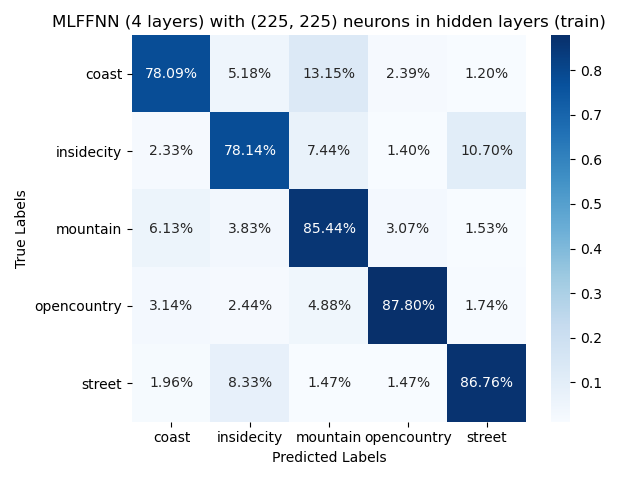 MLFFNN (4 layers) with (225, 225) neurons in hidden layers (train)
coast 78.09% 5.18% 13.15% 2.39% 1.20%
insidecity 2.33% 78.14% 7.44% 1.40% 10.70%
mountain 6.13% 3.83% 85.44% 3.07% 1.53%
opencountry 3.14% 2.44% 4.88% 87.80% 1.74%
street 1.96% 8.33% 1.47% 1.47% 86.76%
coast insidecity mountain opencountry street
Predicted Labels
True Labels
0.8
0.7
0.6
0.5
0.4
0.3
0.2
0.1